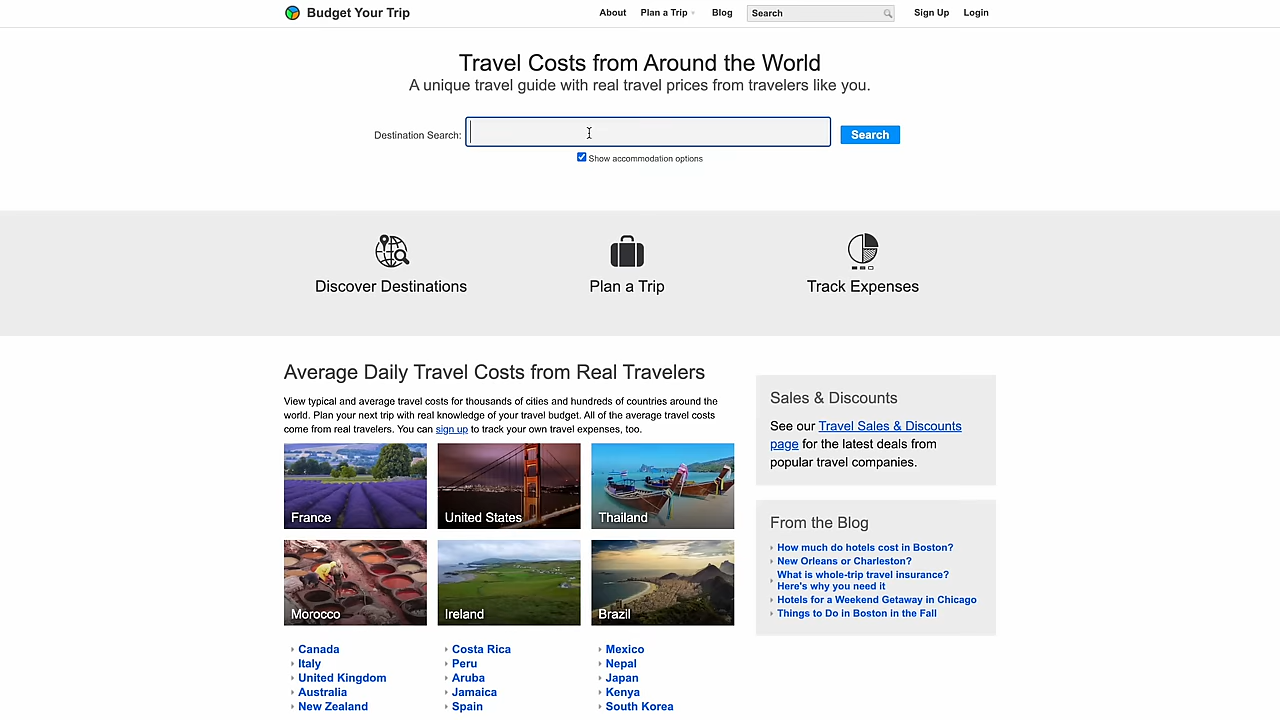 Budget Your Trip
About
Plan a Trip
Blog
Search
Sign Up
Login
Travel Costs from Around the World
A unique travel guide with real travel prices from travelers like you.
Destination Search:
Search
Show accommodation options
Discover Destinations
Plan a Trip
Track Expenses
Average Daily Travel Costs from Real Travelers
View typical and average travel costs for thousands of cities and hundreds of countries around the
world. Plan your next trip with real knowledge of your travel budget. All of the average travel costs
come from real travelers. You can sign up to track your own travel expenses, too.
France
United States
Thailand
Morocco
Ireland
Brazil
Canada
Italy
United Kingdom
Australia
New Zealand
Costa Rica
Peru
Aruba
Jamaica
Spain
Mexico
Nepal
Japan
Kenya
South Korea
Sales & Discounts
See our Travel Sales & Discounts
page for the latest deals from
popular travel companies.
From the Blog
How much do hotels cost in Boston?
New Orleans or Charleston?
What is whole-trip travel insurance?
Here's why you need it
Hotels for a Weekend Getaway in Chicago
Things to Do in Boston in the Fall